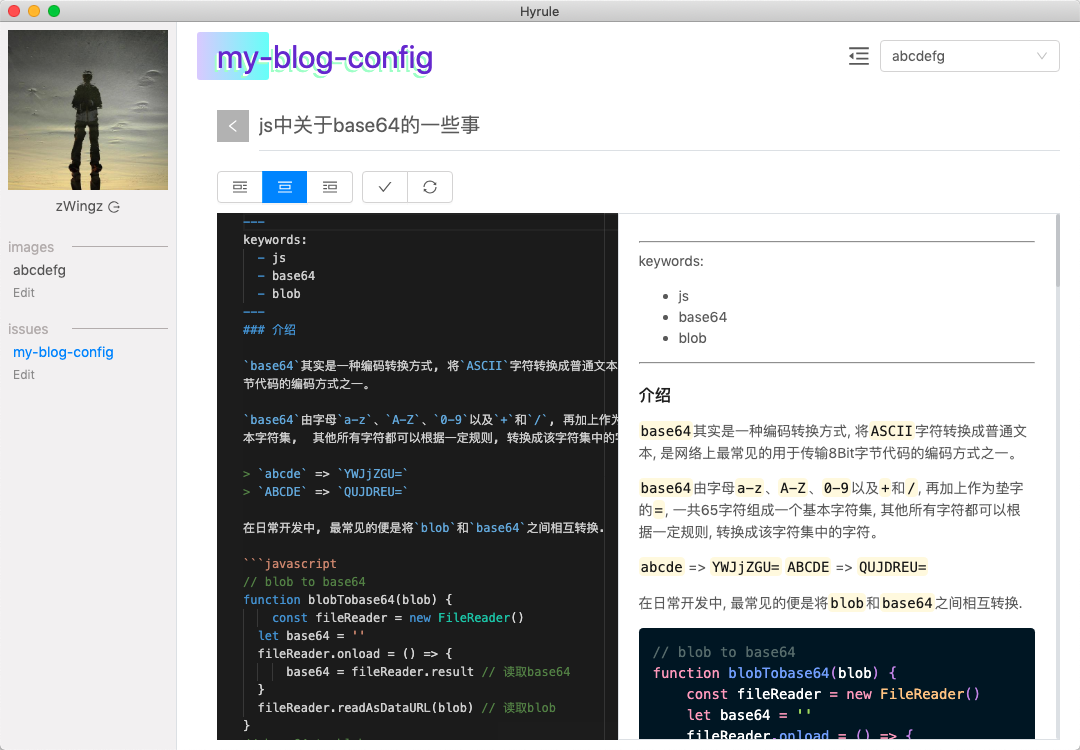 Hyrule
my-blog-config
abcdefg
js中关于base64的一些事
zWingz
images
abcdefg
Edit
issues
my-blog-config
Edit
---
keywords:
- js
- base64
- blob
---
### 介绍
`base64`其实是一种编码转换方式, 将`ASCII`字符转换成普通文本
节代码的编码方式之一。
`base64`由字母`a-z`、`A-Z`、`0-9`以及`+`和`/`, 再加上作为
本字符集, 其他所有字符都可以根据一定规则, 转换成该字符集中的
> `abcde` => `YWJjZGU=`
> `ABCDE` => `QUJDREU=`
在日常开发中, 最常见的便是将`blob`和`base64`之间相互转换.
```javascript
// blob to base64
function blobTobase64(blob) {
const fileReader = new FileReader()
let base64 = ''
fileReader.onload = () => {
base64 = fileReader.result // 读取base64
}
fileReader.readAsDataURL(blob) // 读取blob
}
keywords:
• js
• base64
• blob
介绍
base64其实是一种编码转换方式, 将ASCII字符转换成普通文
本, 是网络上最常见的用于传输8Bit字节代码的编码方式之一。
base64由字母a-z、A-Z、0-9以及+和/, 再加上作为垫字
的=, 一共65字符组成一个基本字符集, 其他所有字符都可以根
据一定规则, 转换成该字符集中的字符。
abcde => YWJjZGU= ABCDE => QUJDREU=
在日常开发中, 最常见的便是将blob和base64之间相互转换.
// blob to base64
function blobTobase64(blob) {
const fileReader = new FileReader()
let base64 = ''
fileReader.onload = () => {